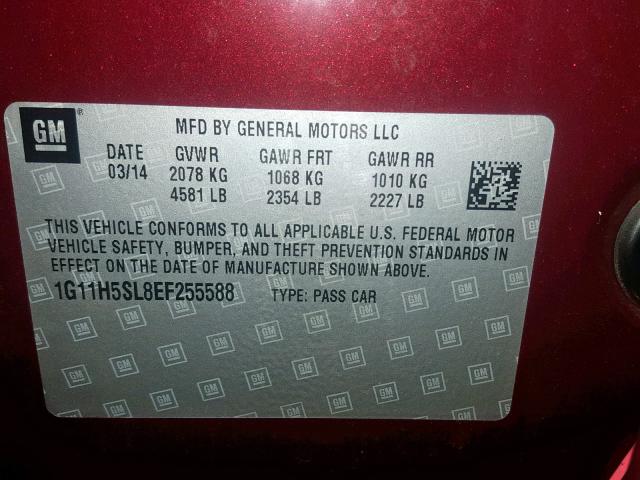 GM ® MFD BY GENERAL MOTORS LLC
DATE GVWR GAWR FRT GAWR RR
03/14 2078 KG 1068 KG 1010 KG
4581 LB 2354 LB 2227 LB
THIS VEHICLE CONFORMS TO ALL APPLICABLE U.S. FEDERAL MOTOR
VEHICLE SAFETY, BUMPER, AND THEFT PREVENTION STANDARDS IN
EFFECT ON THE DATE OF MANUFACTURE SHOWN ABOVE.
1G11H5SL8EF255588 TYPE: PASS CAR